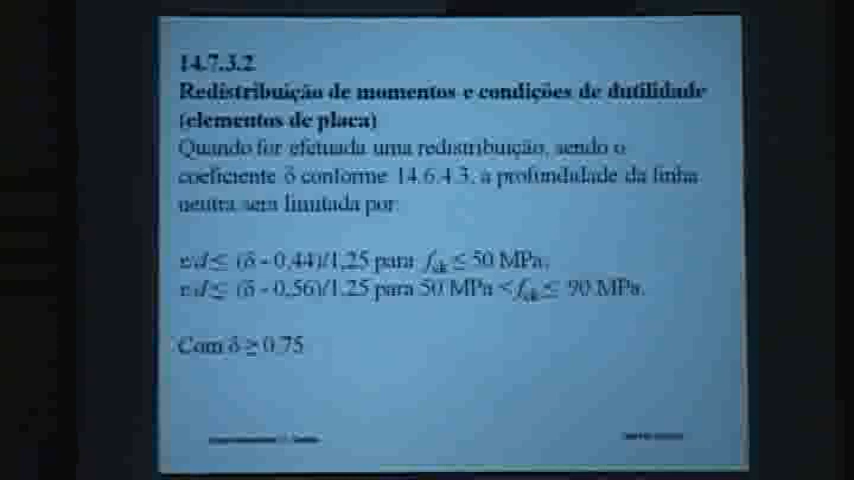 14.7.3.2
Redistribuição de momentos e condições de dutilidade
(elementos de placa)
Quando for efetuada uma redistribuição, sendo o
coeficiente δ conforme 14.6.4.3, a profundidade da linha
neutra será limitada por:
x/d ≤ (δ - 0,44)/1,25 para fck ≤ 50 MPa;
x/d ≤ (δ - 0,56)/1,25 para 50 MPa < fck ≤ 90 MPa.
Com δ ≥ 0,75